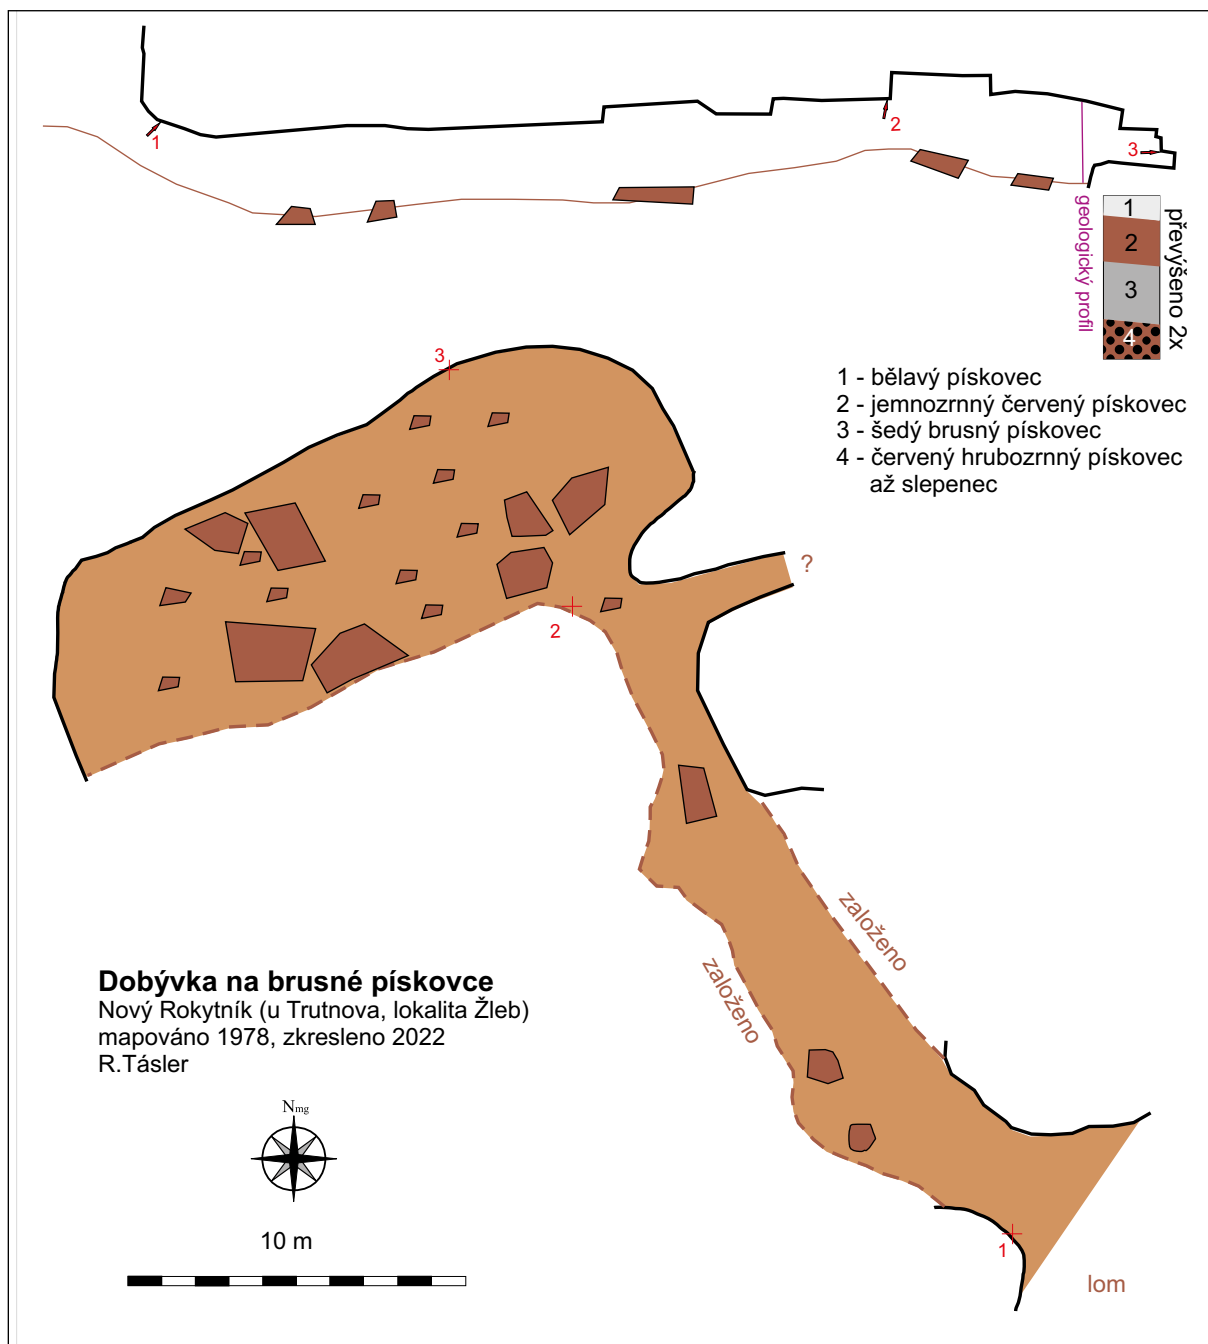 1
2
3
geologický profil
1
2
3
4
převýšeno 2x
1 - bělavý pískovec
2 - jemnozrnný červený pískovec
3 - šedý brusný pískovec
4 - červený hrubozrnný pískovec
až slepenec
3
?
2
založeno
založeno
Dobývka na brusné pískovce
Nový Rokytník (u Trutnova, lokalita Žleb)
mapováno 1978, zkresleno 2022
R.Tásler
Nmg
10 m
1
lom